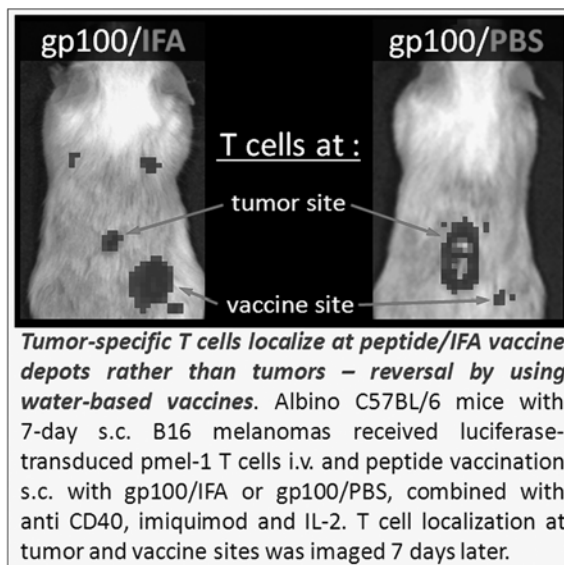 gp100/IFA
gp100/PBS
T cells at :
tumor site
vaccine site
Tumor-specific T cells localize at peptide/IFA vaccine
depots rather than tumors – reversal by using
water-based vaccines. Albino C57BL/6 mice with
7-day s.c. B16 melanomas received luciferase-
transduced pmel-1 T cells i.v. and peptide vaccination
s.c. with gp100/IFA or gp100/PBS, combined with
anti CD40, imiquimod and IL-2. T cell localization at
tumor and vaccine sites was imaged 7 days later.